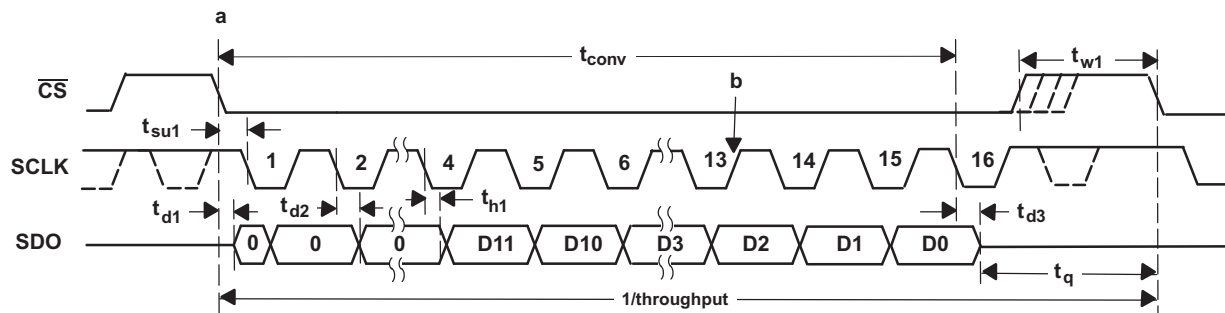 a
t_conv
t_w1
C̅S̅
b
t_su1
1 2 4 5 6 13 14 15 16
SCLK
t_d1 t_d2 t_h1 t_d3
SDO
0 0 0 D11 D10 D3 D2 D1 D0
t_q
1/throughput